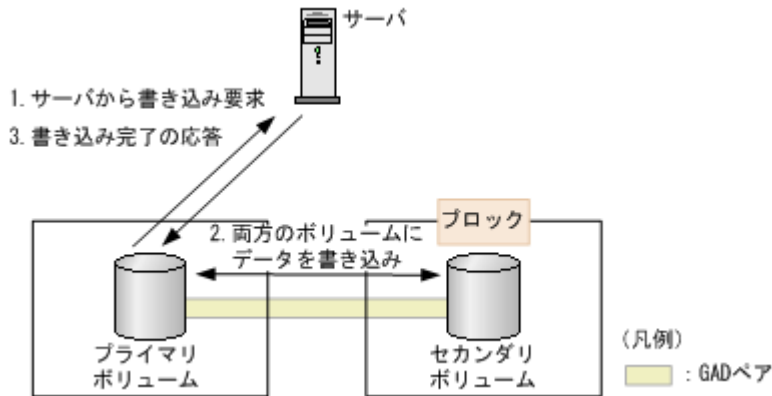 サーバ
1. サーバから書き込み要求
3. 書き込み完了の応答
ブロック
2. 両方のボリュームに
データを書き込み
プライマリ
ボリューム
セカンダリ
ボリューム
(凡例)
: GADペア